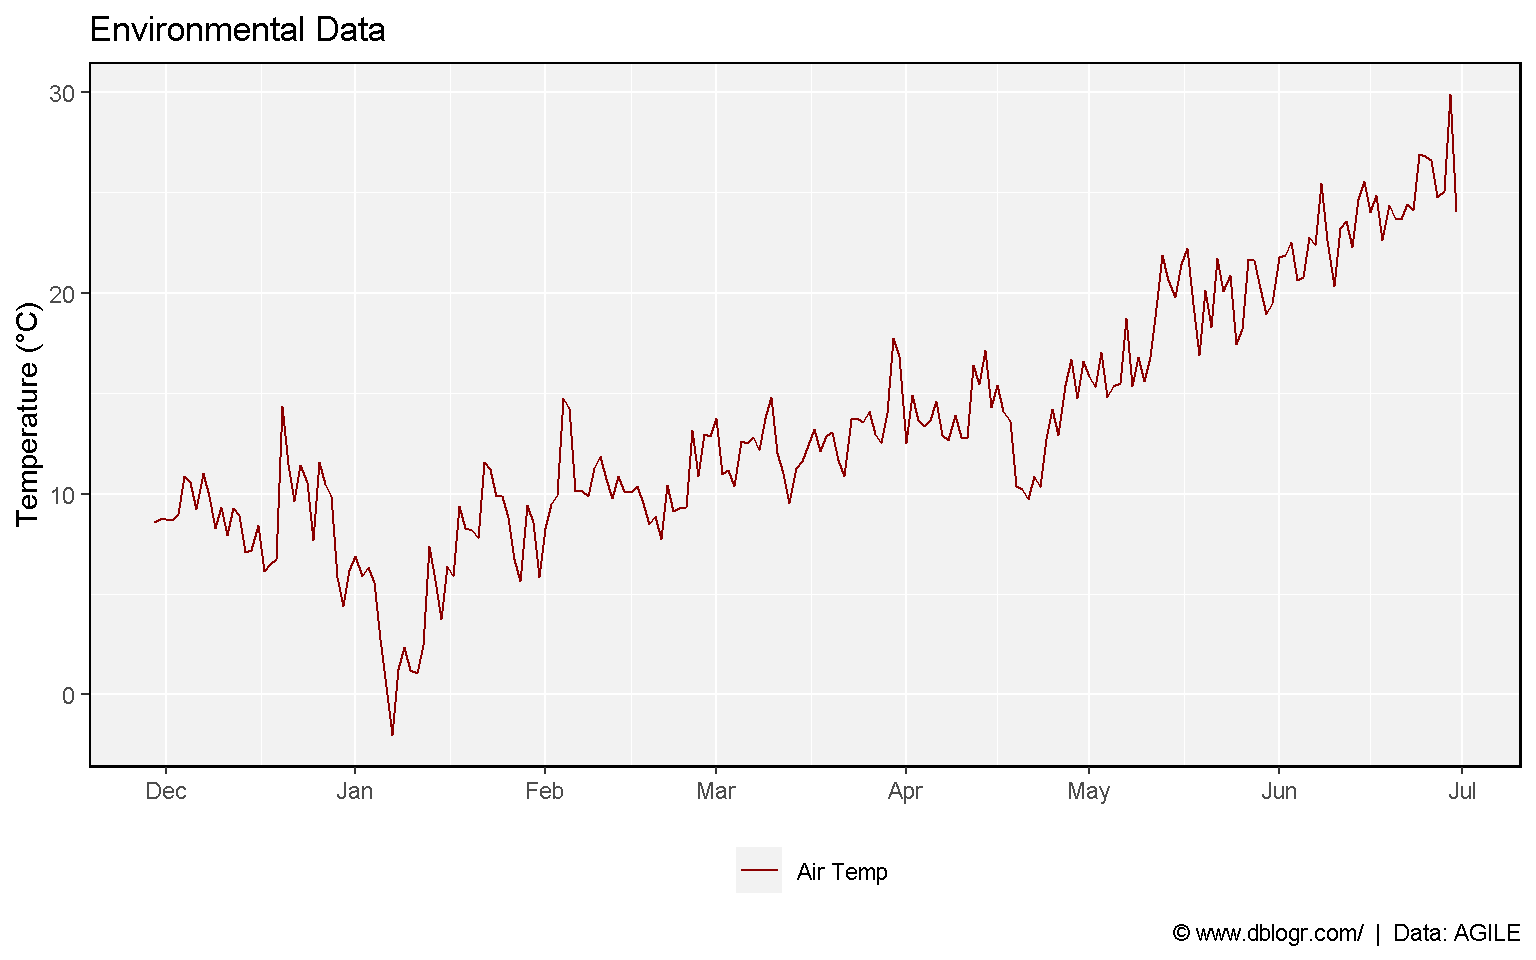 Environmental Data
Temperature (°C)
30
20
10
0
Dec Jan Feb Mar Apr May Jun Jul
Air Temp
© www.dblogr.com/ | Data: AGILE